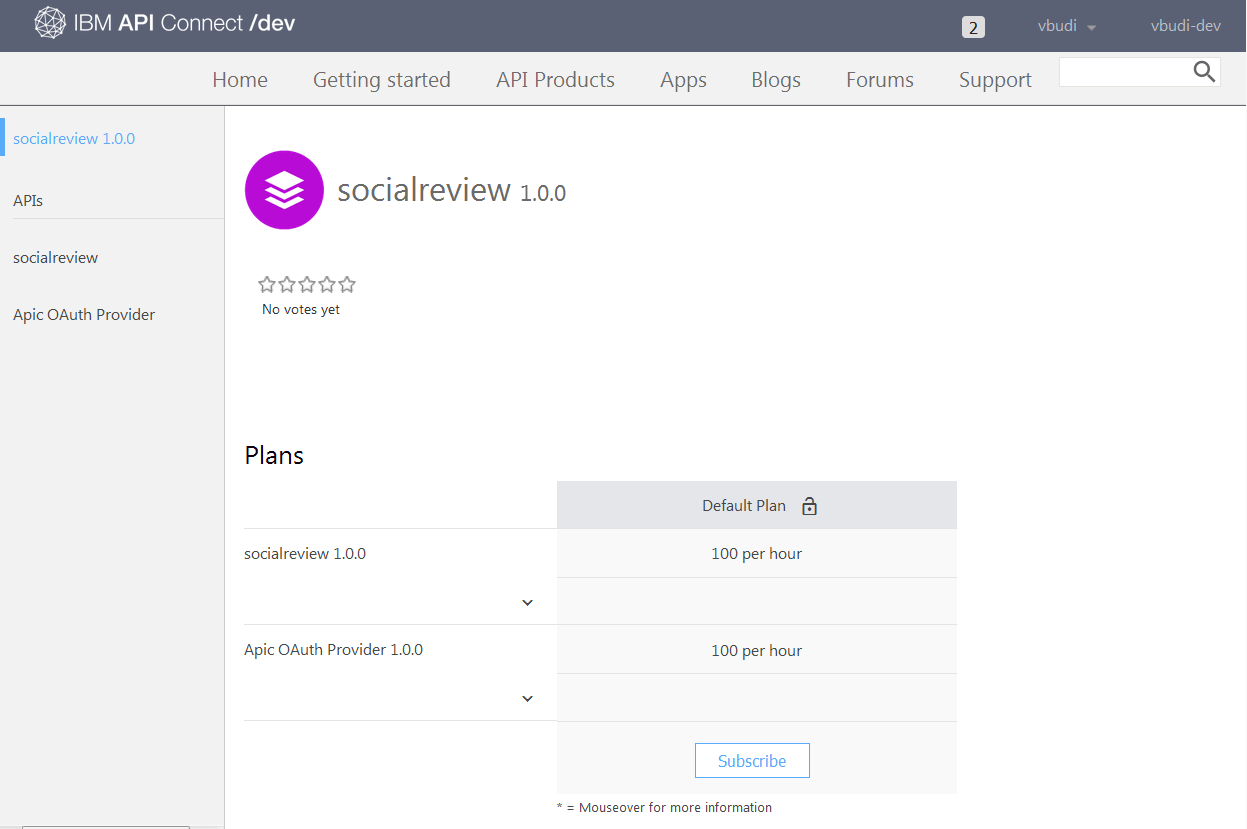 IBM API Connect /dev
2
vbudi
vbudi-dev
Home
Getting started
API Products
Apps
Blogs
Forums
Support
socialreview 1.0.0
APIs
socialreview
Apic OAuth Provider
socialreview 1.0.0
No votes yet
Plans
Default Plan
socialreview 1.0.0
100 per hour
Apic OAuth Provider 1.0.0
100 per hour
Subscribe
* = Mouseover for more information